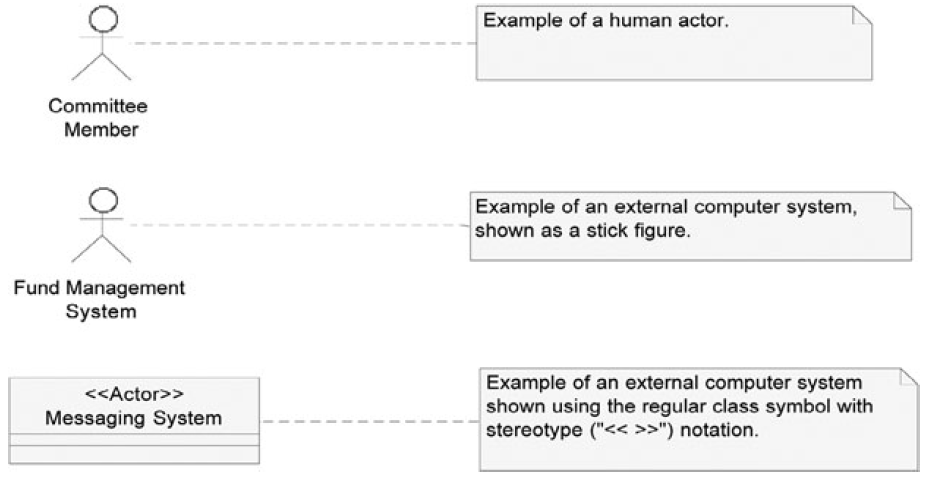 Example of a human actor.
Committee
Member
Example of an external computer system,
shown as a stick figure.
Fund Management
System
<<Actor>>
Messaging System
Example of an external computer system
shown using the regular class symbol with
stereotype ("<< >>") notation.